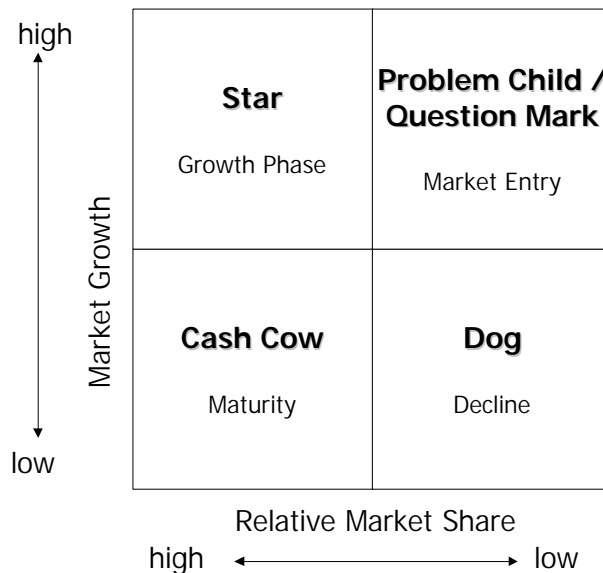 high
Star
Growth Phase
Problem Child /
Question Mark
Market Entry
Market Growth
Cash Cow
Maturity
Dog
Decline
low
Relative Market Share
high
low